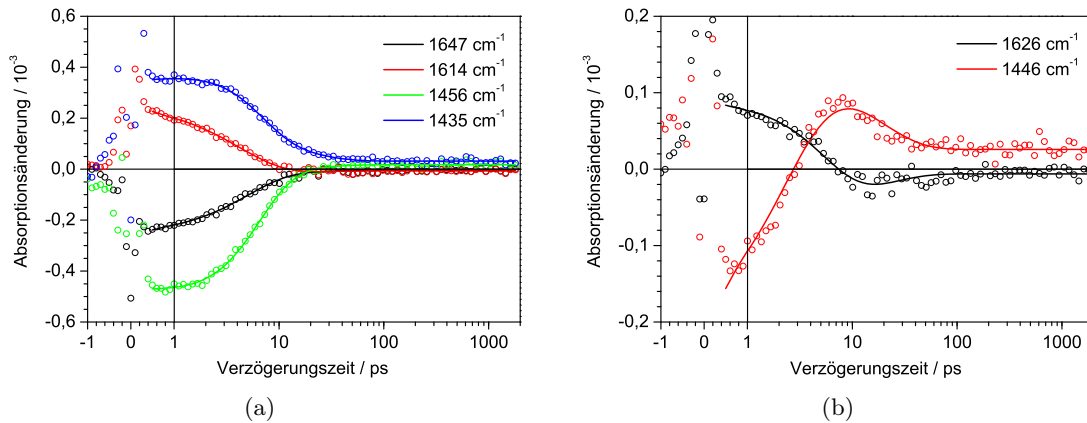 0,6
0,4
0,2
0,0
-0,2
-0,4
-0,6
Absorptionsänderung / 10⁻³
1647 cm⁻¹
1614 cm⁻¹
1456 cm⁻¹
1435 cm⁻¹
-1 0 1 10 100 1000
Verzögerungszeit / ps
(a)
0,2
0,1
0,0
-0,1
-0,2
Absorptionsänderung / 10⁻³
1626 cm⁻¹
1446 cm⁻¹
-1 0 1 10 100 1000
Verzögerungszeit / ps
(b)